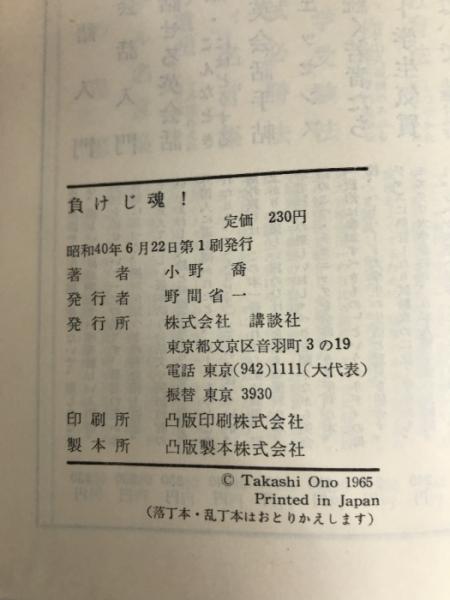 負けじ魂！
定価 230円
昭和40年6月22日第1刷発行
著者 小野喬
発行者 野間省一
発行所 株式会社 講談社
東京都文京区音羽町3の19
電話 東京(942)1111(大代表)
振替 東京 3930
印刷所 凸版印刷株式会社
製本所 凸版製本株式会社
© Takashi Ono 1965
Printed in Japan
(落丁本・乱丁本はおとりかえします)